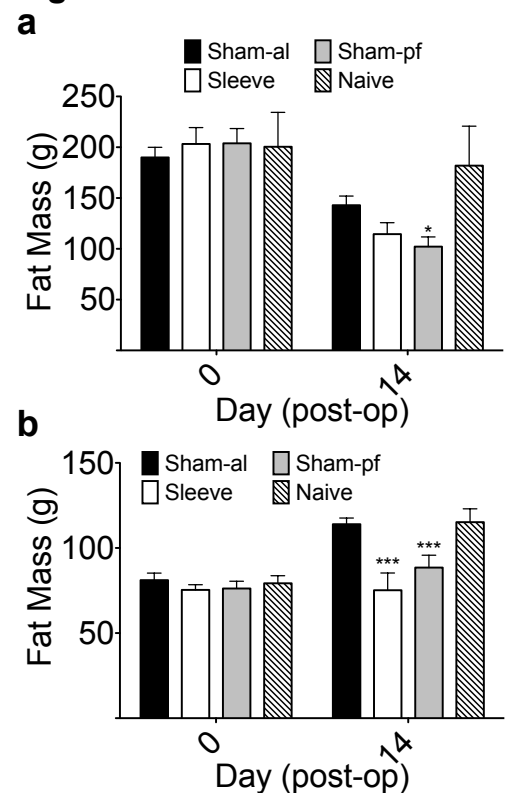 a
Sham-al Sham-pf
Sleeve Naive
Fat Mass (g)
250
200
150
100
50
*
0 14
Day (post-op)
b
Sham-al Sham-pf
Sleeve Naive
Fat Mass (g)
150
100
50
*** ***
0 14
Day (post-op)